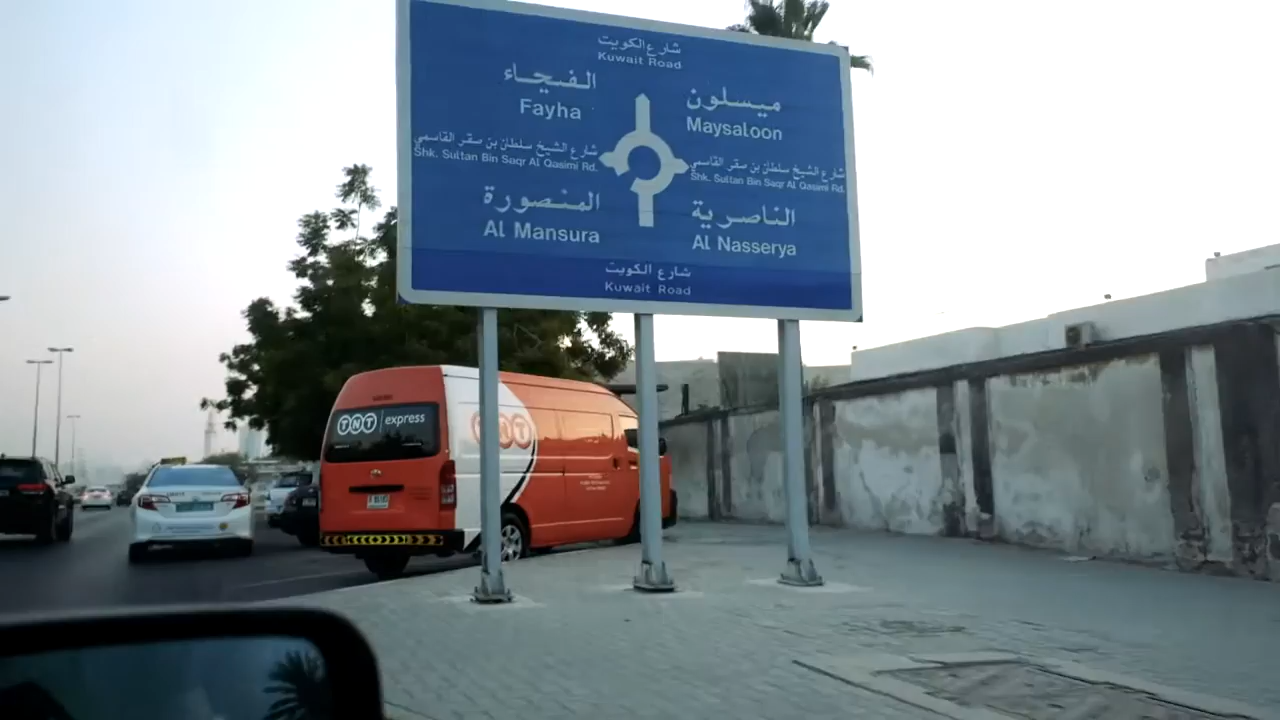 شارع الكويت
Kuwait Road
الفيحاء
Fayha
ميسلون
Maysaloon
شارع الشيخ سلطان بن صقر القاسمي
Shk. Sultan Bin Saqr Al Qasimi Rd.
شارع الشيخ سلطان بن صقر القاسمي
Shk. Sultan Bin Saqr Al Qasimi Rd.
المنصورة
Al Mansura
الناصرية
Al Nasserya
شارع الكويت
Kuwait Road
TNT express
TNT